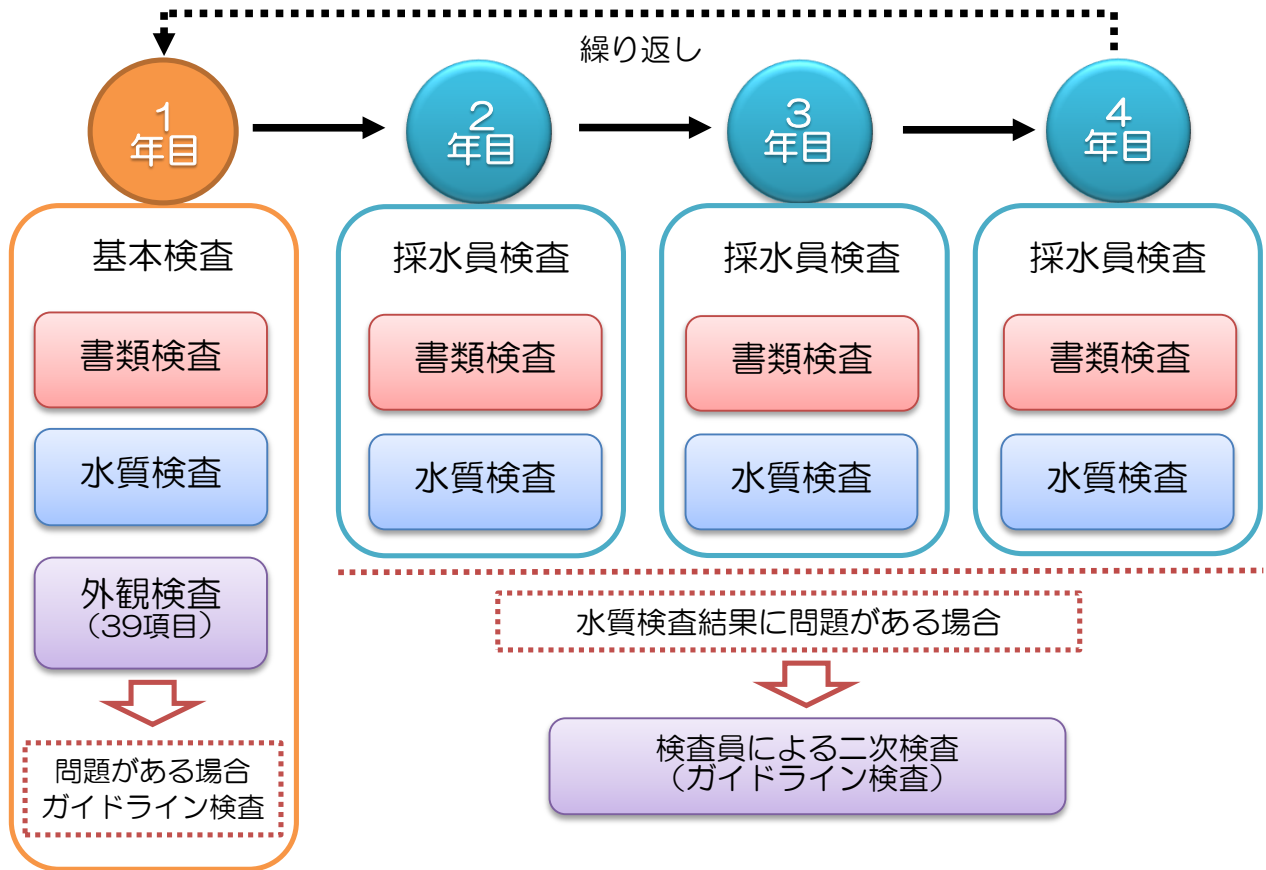 繰り返し
1
年目
2
年目
3
年目
4
年目
基本検査
書類検査
水質検査
外観検査
（39項目）
問題がある場合
ガイドライン検査
採水員検査
書類検査
水質検査
採水員検査
書類検査
水質検査
採水員検査
書類検査
水質検査
水質検査結果に問題がある場合
検査員による二次検査
（ガイドライン検査）